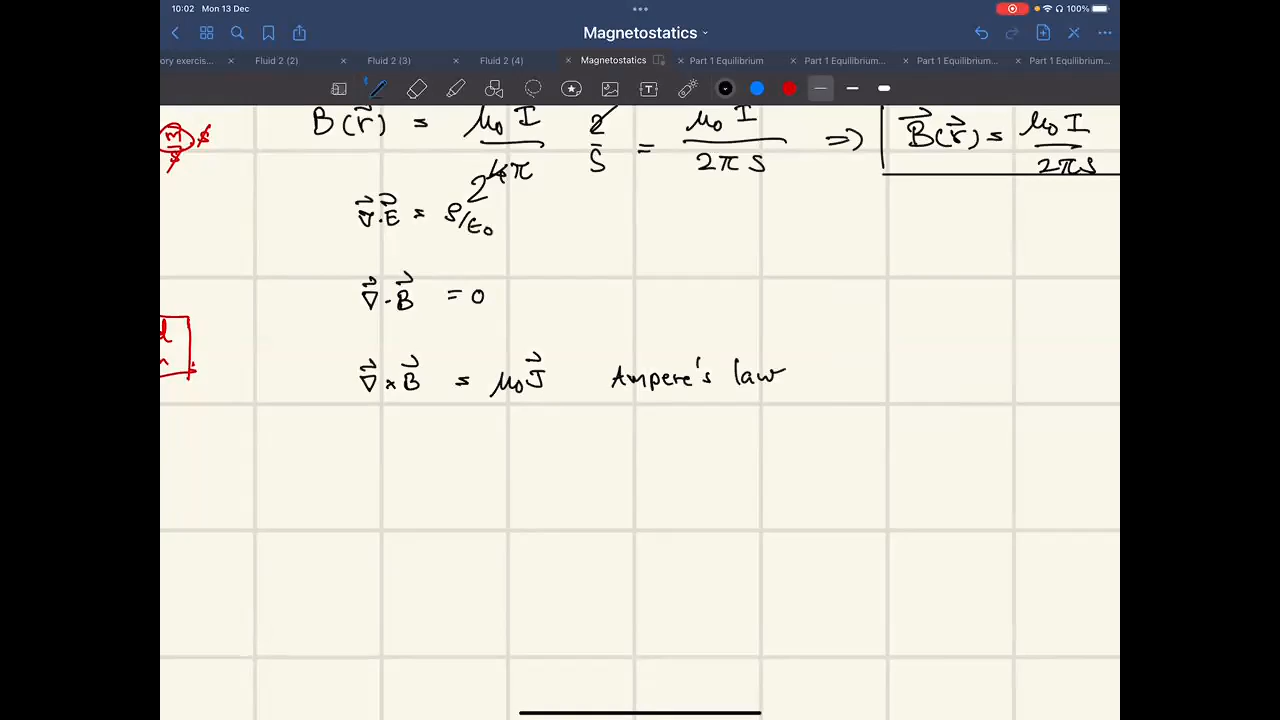 10:02 Mon 13 Dec
100%
Magnetostatics
ory exercis...
Fluid 2 (2)
Fluid 2 (3)
Fluid 2 (4)
Magnetostatics
Part 1 Equilibrium
Part 1 Equilibrium...
Part 1 Equilibrium...
Part 1 Equilibrium...
B(r⃗) = μ₀ I / 4π 2 2 / S = μ₀ I / 2π S => B⃗(r⃗) = μ₀ I / 2π S
∇⃗·E⃗ = ρ/ε₀
∇⃗·B⃗ = 0
∇⃗×B⃗ = μ₀J⃗ Ampere's law